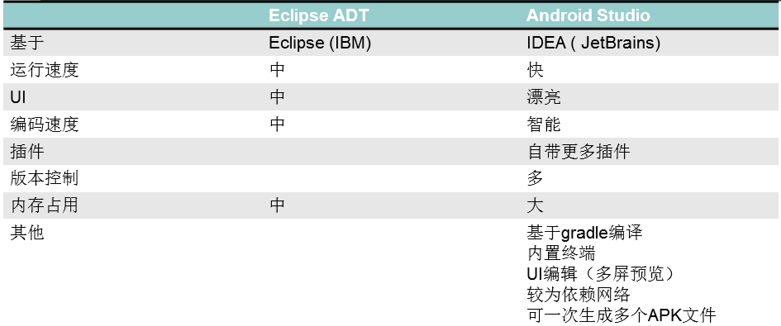 Eclipse ADT Android Studio
基于 Eclipse (IBM) IDEA ( JetBrains)
运行速度 中 快
UI 中 漂亮
编码速度 中 智能
插件 自带更多插件
版本控制 多
内存占用 中 大
其他 基于gradle编译
内置终端
UI编辑（多屏预览）
较为依赖网络
可一次生成多个APK文件